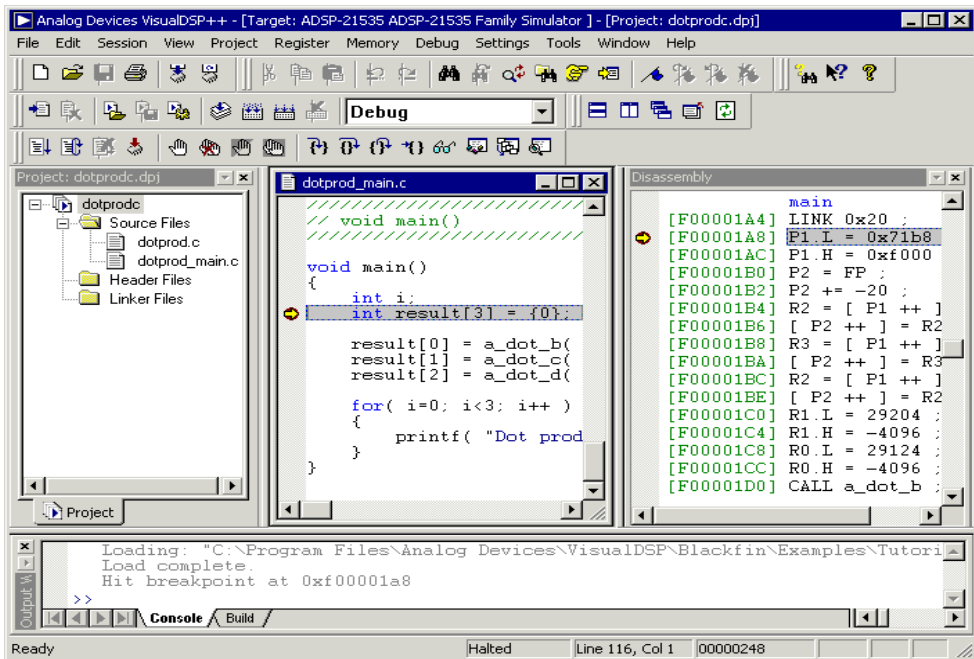 Analog Devices VisualDSP++ - [Target: ADSP-21535 ADSP-21535 Family Simulator ] - [Project: dotprodc.dpj]
File Edit Session View Project Register Memory Debug Settings Tools Window Help
Debug
Project: dotprodc.dpj
dotprodc
Source Files
dotprod.c
dotprod_main.c
Header Files
Linker Files
Project
dotprod_main.c
/////////////////////////////
// void main()
/////////////////////////////
void main()
{
int i;
int result[3] = {0};
result[0] = a_dot_b(
result[1] = a_dot_c(
result[2] = a_dot_d(
for( i=0; i<3; i++ )
{
printf( "Dot prod
}
}
Disassembly
main
[F00001A4] LINK 0x20 ;
[F00001A8] P1.L = 0x71b8
[F00001AC] P1.H = 0xf000
[F00001B0] P2 = FP ;
[F00001B2] P2 += -20 ;
[F00001B4] R2 = [ P1 ++ ]
[F00001B6] [ P2 ++ ] = R2
[F00001B8] R3 = [ P1 ++ ]
[F00001BA] [ P2 ++ ] = R3
[F00001BC] R2 = [ P1 ++ ]
[F00001BE] [ P2 ++ ] = R2
[F00001C0] R1.L = 29204 ;
[F00001C4] R1.H = -4096 ;
[F00001C8] R0.L = 29124 ;
[F00001CC] R0.H = -4096 ;
[F00001D0] CALL a_dot_b ;
Output W
Loading: "C:\Program Files\Analog Devices\VisualDSP\Blackfin\Examples\Tutori
Load complete.
Hit breakpoint at 0xf00001a8
>>
Console Build
Ready Halted Line 116, Col 1 00000248